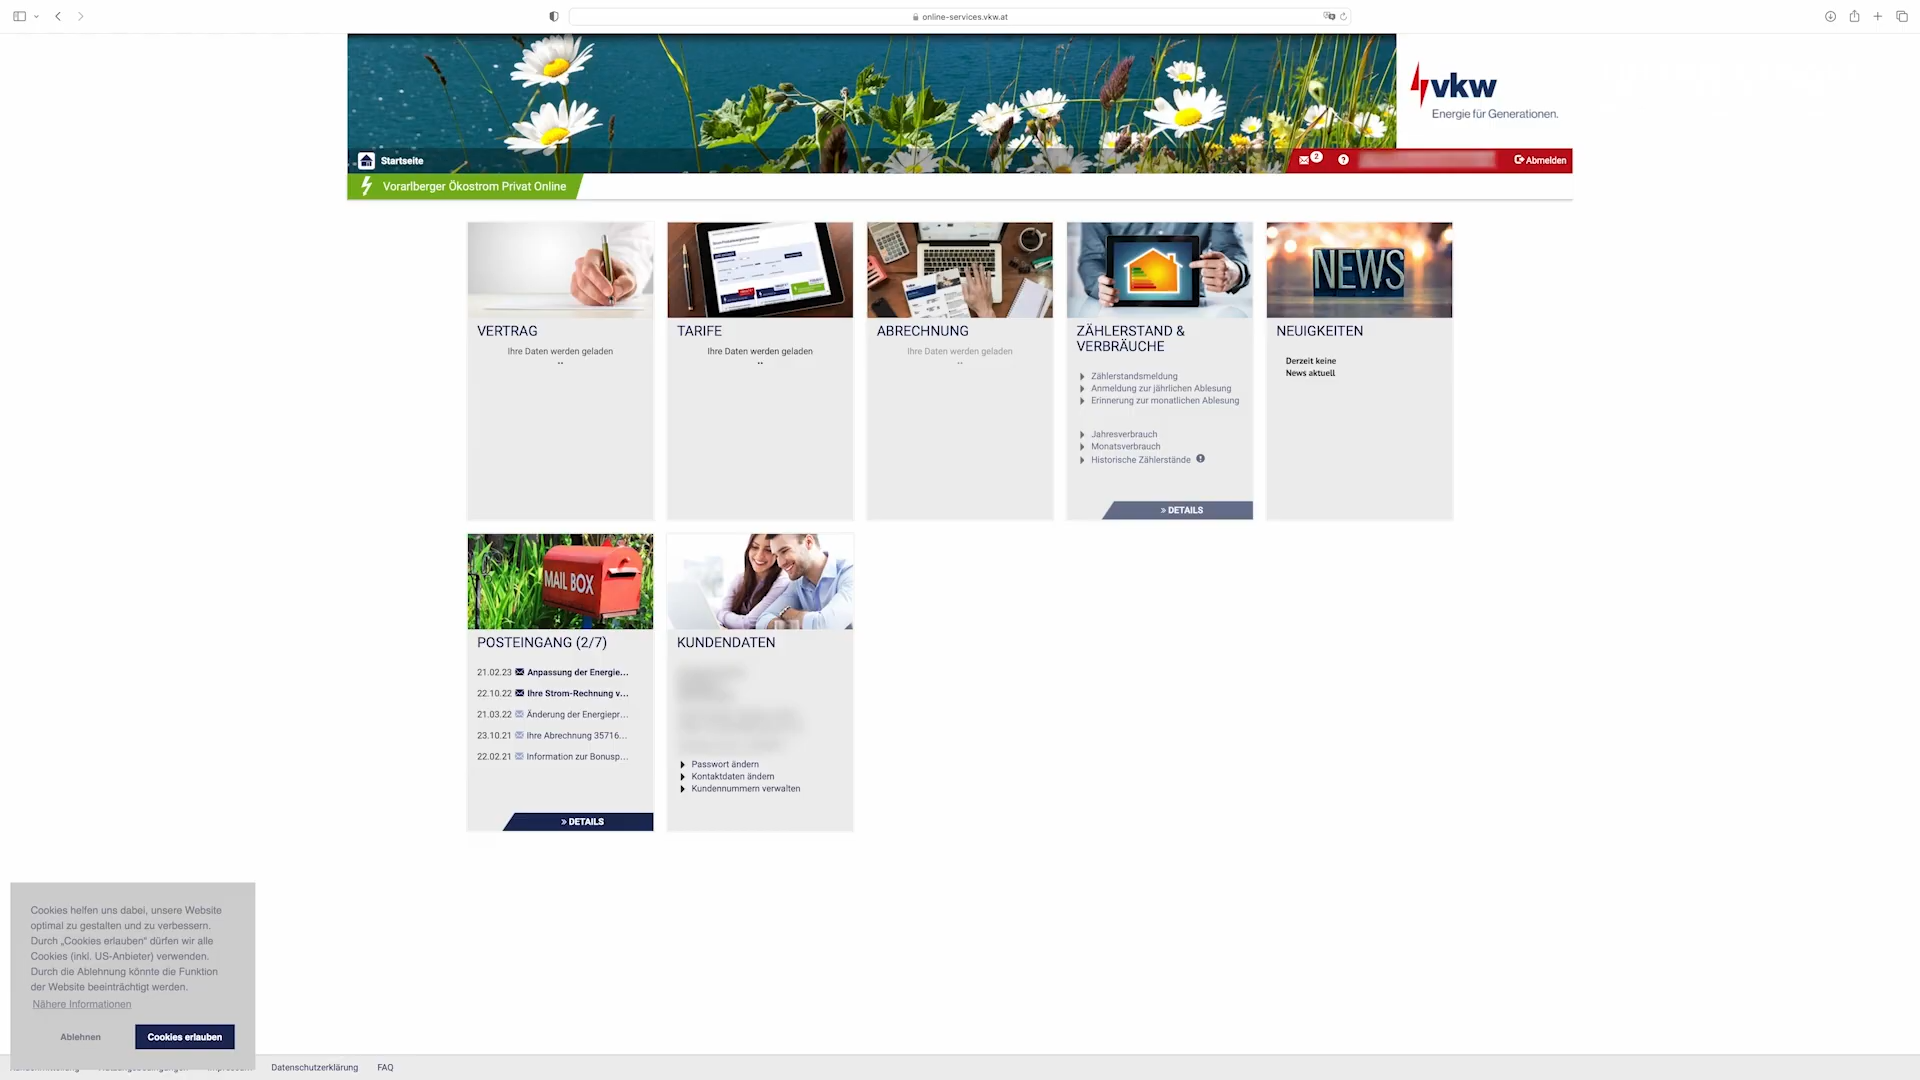 online-services.vkw.at
vkw
Energie für Generationen.
Startseite
2
?
Abmelden
Vorarlberger Ökostrom Privat Online
NEWS
VERTRAG
Ihre Daten werden geladen
TARIFE
Ihre Daten werden geladen
ABRECHNUNG
Ihre Daten werden geladen
ZÄHLERSTAND &
VERBRÄUCHE
Zählerstandsmeldung
Anmeldung zur jährlichen Ablesung
Erinnerung zur monatlichen Ablesung
Jahresverbrauch
Monatsverbrauch
Historische Zählerstände
» DETAILS
NEUIGKEITEN
Derzeit keine
News aktuell
MAIL BOX
POSTEINGANG (2/7)
21.02.23 Anpassung der Energie...
22.10.22 Ihre Strom-Rechnung v...
21.03.22 Änderung der Energiepr...
23.10.21 Ihre Abrechnung 35716...
22.02.21 Information zur Bonusp...
» DETAILS
KUNDENDATEN
Passwort ändern
Kontaktdaten ändern
Kundennummern verwalten
Cookies helfen uns dabei, unsere Website
optimal zu gestalten und zu verbessern.
Durch „Cookies erlauben“ dürfen wir alle
Cookies (inkl. US-Anbieter) verwenden.
Durch die Ablehnung könnte die Funktion
der Website beeinträchtigt werden.
Nähere Informationen
Ablehnen
Cookies erlauben
Datenschutzerklärung
FAQ